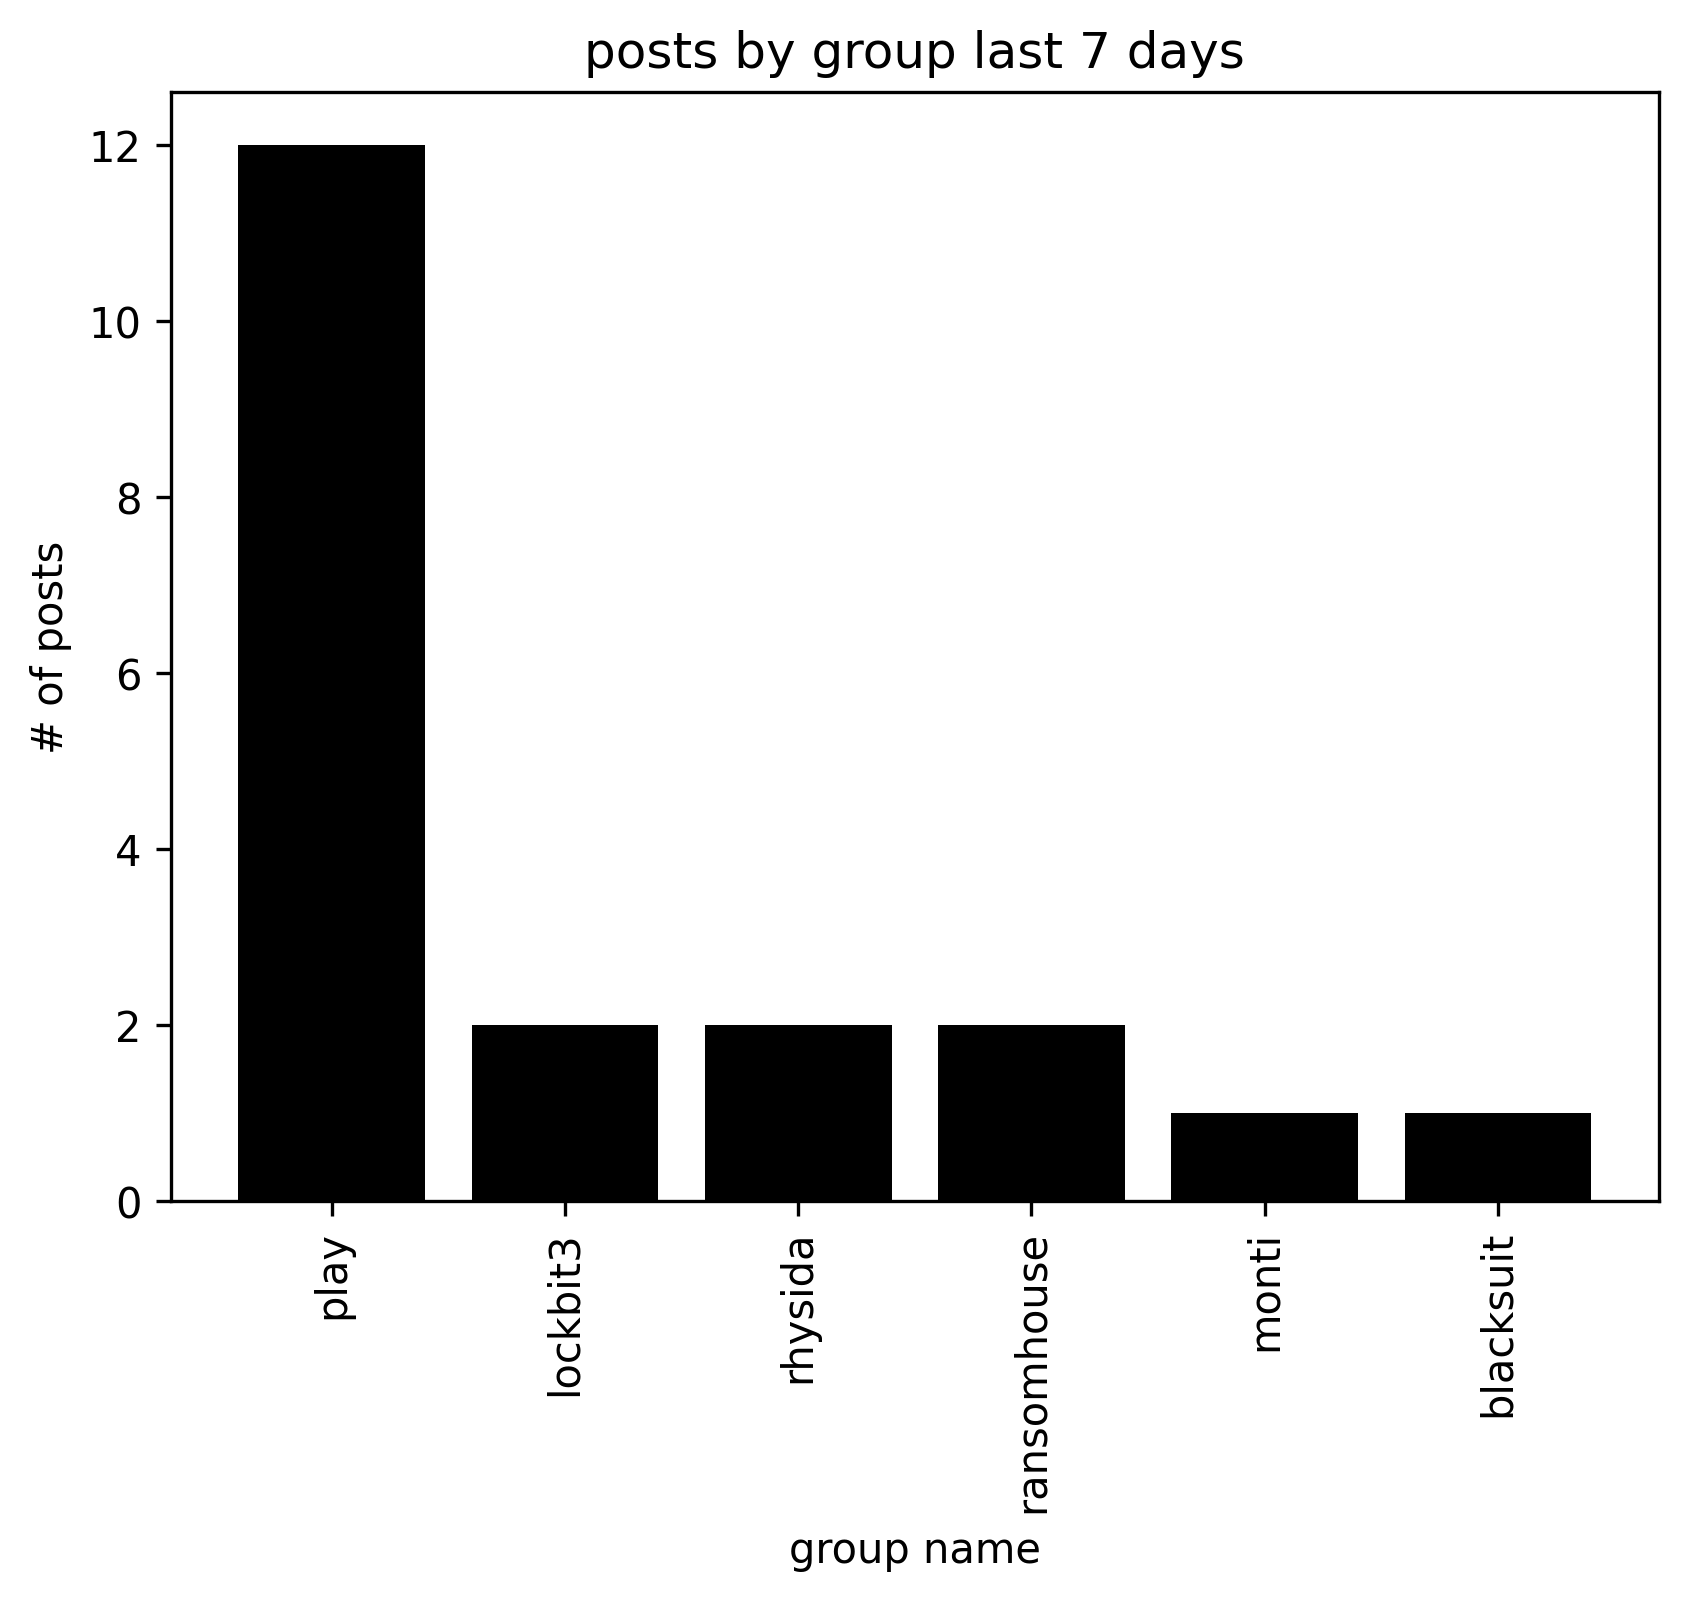 posts by group last 7 days
# of posts
12
10
8
6
4
2
0
play
lockbit3
rhysida
ransomhouse
monti
blacksuit
group name